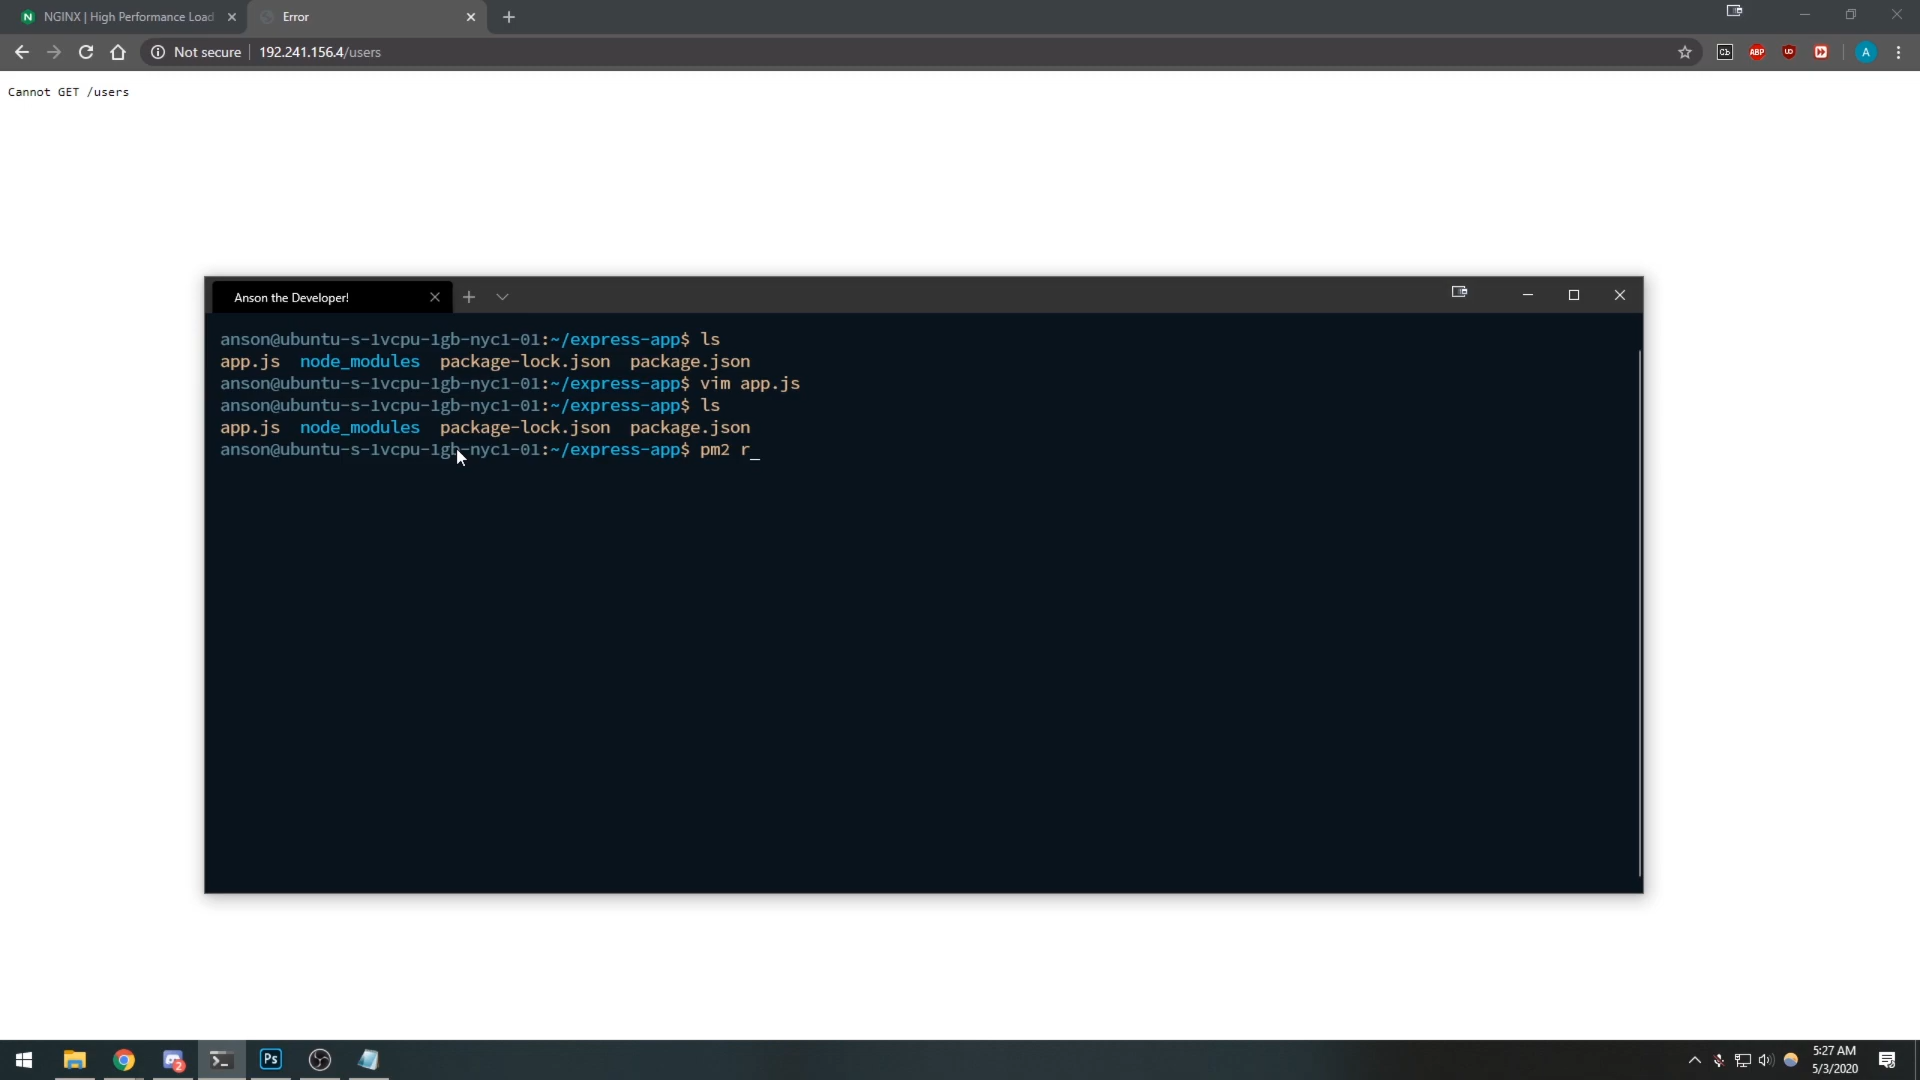 NGINX | High Performance Load
Error
Not secure
192.241.156.4/users
ABP
A
Cannot GET /users
Anson the Developer!
anson@ubuntu-s-1vcpu-1gb-nyc1-01:~/express-app$ ls
app.js node_modules package-lock.json package.json
anson@ubuntu-s-1vcpu-1gb-nyc1-01:~/express-app$ vim app.js
anson@ubuntu-s-1vcpu-1gb-nyc1-01:~/express-app$ ls
app.js node_modules package-lock.json package.json
anson@ubuntu-s-1vcpu-1gb-nyc1-01:~/express-app$ pm2 r_
2
Ps
5:27 AM
5/3/2020